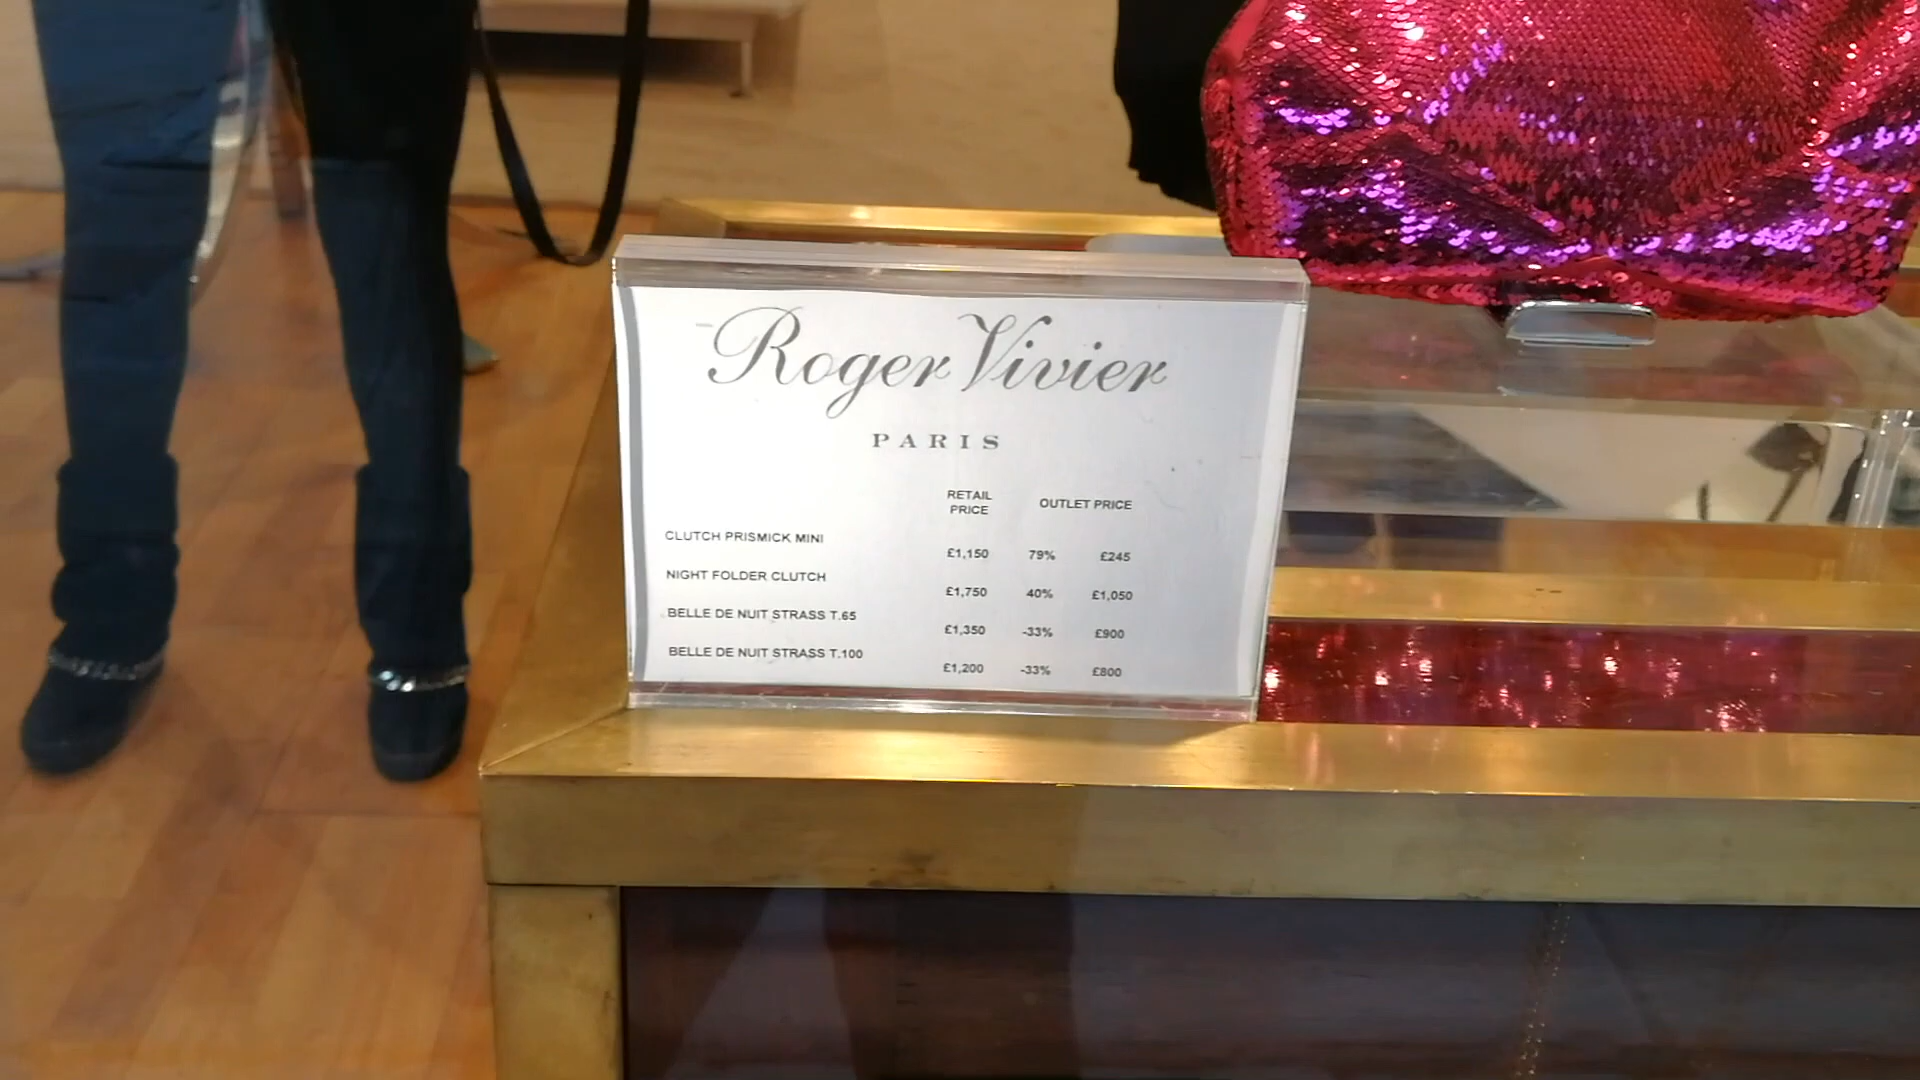 Roger Vivier
PARIS
RETAIL PRICE OUTLET PRICE
CLUTCH PRISMICK MINI £1,150 79% £245
NIGHT FOLDER CLUTCH £1,750 40% £1,050
BELLE DE NUIT STRASS T.65 £1,350 -33% £900
BELLE DE NUIT STRASS T.100 £1,200 -33% £800